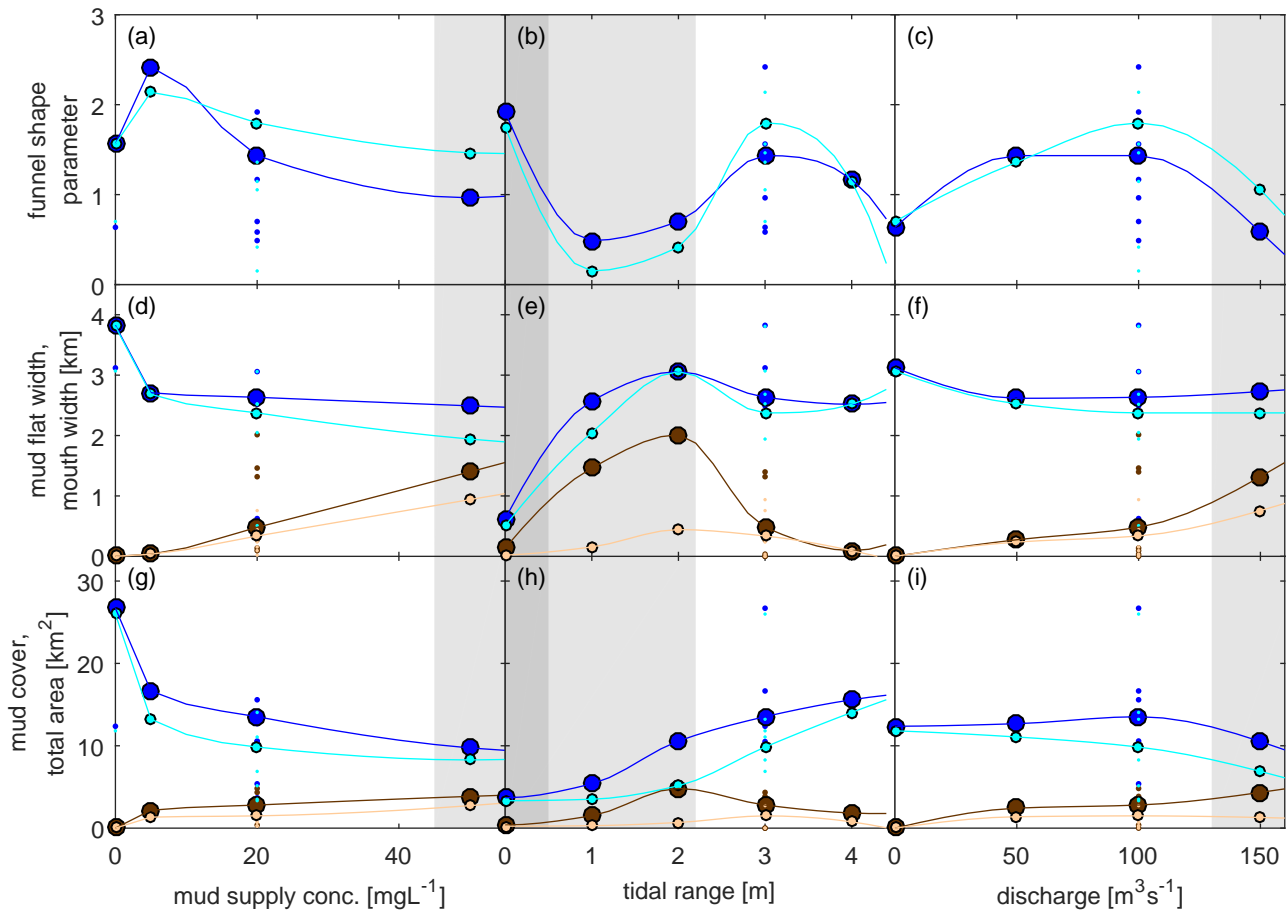 (a) (b) (c)
3
2
1
0
funnel shape
parameter
(d) (e) (f)
4
3
2
1
0
mud flat width,
mouth width [km]
(g) (h) (i)
30
20
10
0
mud cover,
total area [km²]
0 20 40 0 1 2 3 4 0 50 100 150
mud supply conc. [mgL⁻¹] tidal range [m] discharge [m³s⁻¹]